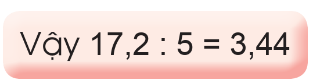 Vậy 17,2 : 5 = 3,44